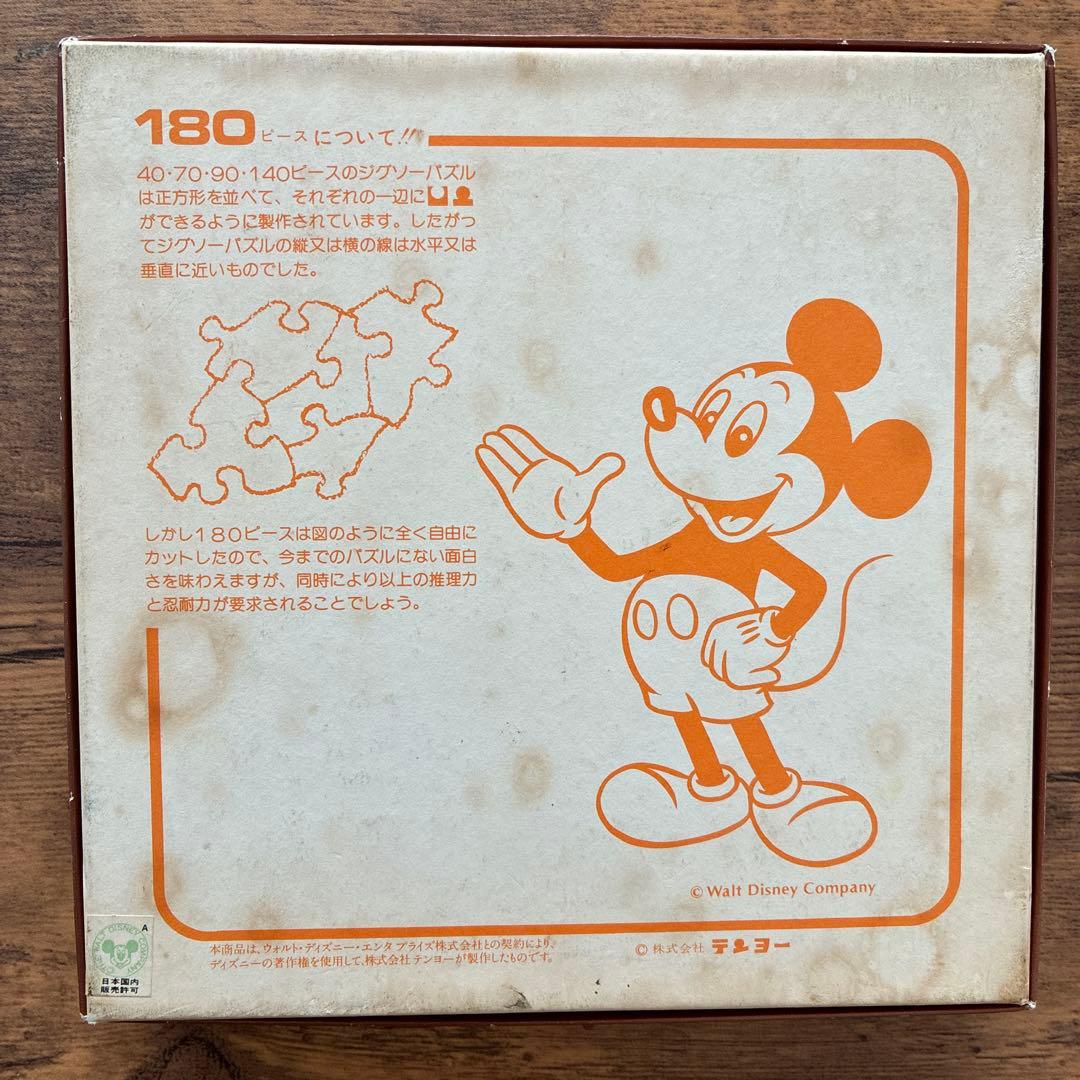 180ピースについて!!
40・70・90・140ピースのジグソーパズル
は正方形を並べて、それぞれの一辺に
ができるように製作されています。したがっ
てジグソーパズルの縦又は横の線は水平又は
垂直に近いものでした。
しかし180ピースは図のように全く自由に
カットしたので、今までのパズルにない面白
さを味わえますが、同時により以上の推理力
と忍耐力が要求されることでしょう。
© Walt Disney Company
本商品は、ウォルト・ディズニー・エンタプライズ株式会社との契約により、
ディズニーの著作権を使用して、株式会社テンヨーが製作したものです。
© 株式会社 テンヨー
A
WALT DISNEY COMPANY
日本国内
販売許可